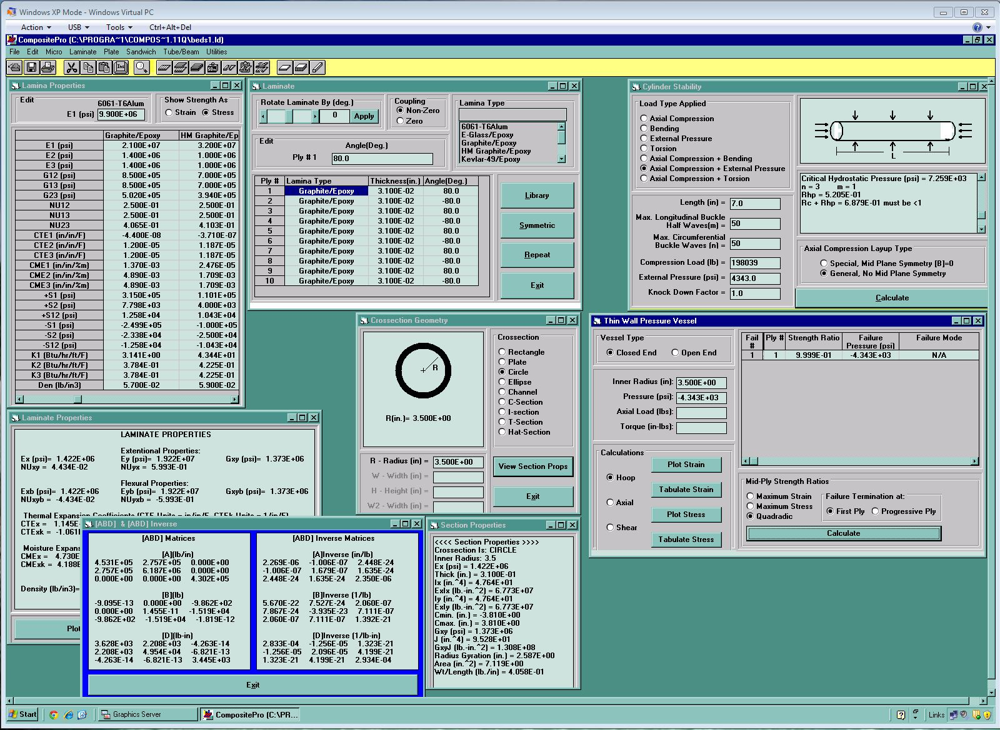 Windows XP Mode - Windows Virtual PC
Action USB Tools Ctrl+Alt+Del
CompositePro (C:\PROGRA~1\COMPOS~1.11Q\beds1.ld)
File Edit Micro Laminate Plate Sandwich Tube/Beam Utilities
Lamina Properties
Edit
6061-T6Alum
E1 (psi) 9.900E+06
Show Strength As
Strain Stress
Graphite/Epoxy HM Graphite/Ep
E1 (psi) 2.100E+07 3.200E+07
E2 (psi) 1.400E+06 1.000E+06
E3 (psi) 1.400E+06 1.000E+06
G12 (psi) 8.500E+05 7.000E+05
G13 (psi) 8.500E+05 7.000E+05
G23 (psi) 5.020E+05 3.940E+05
NU12 2.500E-01 2.500E-01
NU13 2.500E-01 2.500E-01
NU23 4.065E-01 4.103E-01
CTE1 (in/in/F) -4.400E-08 -3.710E-07
CTE2 (in/in/F) 1.200E-05 1.187E-05
CTE3 (in/in/F) 1.200E-05 1.187E-05
CME1 (in/in/%m) 1.370E-03 2.476E-05
CME2 (in/in/%m) 4.890E-03 1.709E-03
CME3 (in/in/%m) 4.890E-03 1.709E-03
+S1 (psi) 3.150E+05 1.101E+05
+S2 (psi) 7.798E+03 4.000E+03
+S12 (psi) 1.258E+04 1.043E+04
-S1 (psi) -2.499E+05 -1.000E+05
-S2 (psi) -2.338E+04 -2.500E+04
-S12 (psi) -1.258E+04 -1.043E+04
K1 (Btu/hr/ft/F) 3.141E+00 4.344E+01
K2 (Btu/hr/ft/F) 3.784E-01 4.225E-01
K3 (Btu/hr/ft/F) 3.784E-01 4.225E-01
Den (lb/in3) 5.700E-02 5.900E-02
Laminate
Rotate Laminate By (deg.)
0 Apply
Coupling
Non-Zero
Zero
Lamina Type
6061-T6Alum
E-Glass/Epoxy
Graphite/Epoxy
HM Graphite/Epoxy
Kevlar-49/Epoxy
Edit
Angle(Deg.)
Ply # 1 80.0
Ply # Lamina Type Thickness(in.) Angle(Deg.)
1 Graphite/Epoxy 3.100E-02 80.0
2 Graphite/Epoxy 3.100E-02 -80.0
3 Graphite/Epoxy 3.100E-02 80.0
4 Graphite/Epoxy 3.100E-02 -80.0
5 Graphite/Epoxy 3.100E-02 80.0
6 Graphite/Epoxy 3.100E-02 -80.0
7 Graphite/Epoxy 3.100E-02 80.0
8 Graphite/Epoxy 3.100E-02 -80.0
9 Graphite/Epoxy 3.100E-02 80.0
10 Graphite/Epoxy 3.100E-02 -80.0
Library
Symmetric
Repeat
Exit
Cylinder Stability
Load Type Applied
Axial Compression
Bending
External Pressure
Torsion
Axial Compression + Bending
Axial Compression + External Pressure
Axial Compression + Torsion
L
Critical Hydrostatic Pressure (psi) = 7.259E+03
n = 3 m = 1
Rhp = 5.205E-01
Rc + Rhp = 6.879E-01 must be <1
Length (in) = 7.0
Max. Longitudinal Buckle
Half Waves(m) = 50
Max. Circumferential
Buckle Waves (n) = 50
Compression Load (lb) = 198039
External Pressure (psi) = 4343.0
Knock Down Factor = 1.0
Axial Compression Layup Type
Special, Mid Plane Symmetry [B]=0
General, No Mid Plane Symmetry
Calculate
Crossection Geometry
R
R(in.)= 3.500E+00
Crossection
Rectangle
Plate
Circle
Ellipse
Channel
C-Section
I-section
T-Section
Hat-Section
R - Radius (in) = 3.500E+00
W - Width (in) =
H - Height (in) =
W2 - Width (in) =
View Section Props
Exit
Thin Wall Pressure Vessel
Vessel Type
Closed End Open End
Inner Radius (in): 3.500E+00
Pressure (psi): -4.343E+03
Axial Load (lbs):
Torque (in-lbs):
Calculations
Hoop
Axial
Shear
Plot Strain
Tabulate Strain
Plot Stress
Tabulate Stress
Fail # Ply # Strength Ratio Failure Pressure (psi) Failure Mode
1 1 9.999E-01 -4.343E+03 N/A
Mid-Ply Strength Ratios
Maximum Strain
Maximum Stress
Quadradic
Failure Termination at:
First Ply Progressive Ply
Calculate
Laminate Properties
LAMINATE PROPERTIES
Extentional Properties:
Ex (psi)= 1.422E+06 Ey (psi)= 1.922E+07 Gxy (psi)= 1.373E+06
NUxy = 4.434E-02 NUyx = 5.993E-01
Flexural Properties:
Exb (psi)= 1.422E+06 Eyb (psi)= 1.922E+07 Gxyb (psi)= 1.373E+06
NUxyb = -4.434E-02 NUyxb = -5.993E-01
Thermal Expansion Coefficients (CTE Units = in/in/F, CTEk Units = 1/in/F)
CTEx = 1.145E-
CTExk = -1.061
Moisture Expans
CMEx = 4.730E
CMExk = 4.188E
Density (lb/in3)=
Plot
[ABD] & [ABD] Inverse
[ABD] Matrices
[A](lb/in)
4.531E+05 2.757E+05 0.000E+00
2.757E+05 6.187E+06 0.000E+00
0.000E+00 0.000E+00 4.302E+05
[B](lb)
-9.095E-13 0.000E+00 -9.862E+02
0.000E+00 1.455E-11 -1.519E+04
-9.862E+02 -1.519E+04 -1.819E-12
[D](lb-in)
3.628E+03 2.208E+03 -4.263E-14
2.208E+03 4.954E+04 -6.821E-13
-4.263E-14 -6.821E-13 3.445E+03
[ABD] Inverse Matrices
[A]Inverse (in/lb)
2.269E-06 -1.006E-07 2.448E-24
-1.006E-07 1.679E-07 1.635E-24
2.448E-24 1.635E-24 2.350E-06
[B]Inverse (1/lb)
5.670E-22 7.527E-24 2.060E-07
7.867E-24 -3.935E-23 7.111E-07
2.060E-07 7.111E-07 1.392E-21
[D]Inverse (1/lb-in)
2.833E-04 -1.256E-05 1.323E-21
-1.256E-05 2.096E-05 4.199E-21
1.323E-21 4.199E-21 2.934E-04
Exit
Section Properties
<<<< Section Properties >>>>
Crossection Is: CIRCLE
Inner Radius: 3.5
Ex (psi) = 1.422E+06
Thick (in.) = 3.100E-01
Ix (in.^4) = 4.764E+01
ExIx (lb.-in.^2) = 6.773E+07
Iy (in.^4) = 4.764E+01
ExIy (lb.-in.^2) = 6.773E+07
Cmin. (in.) = -3.810E+00
Cmax. (in.) = 3.810E+00
Gxy (psi) = 1.373E+06
J (in.^4) = 9.528E+01
GxyJ (lb.-in.^2) = 1.308E+08
Radius Gyration (in.) = 2.587E+00
Area (in.^2) = 7.119E+00
Wt/Length (lb./in) = 4.058E-01
Start Graphics Server CompositePro (C:\PR... Links